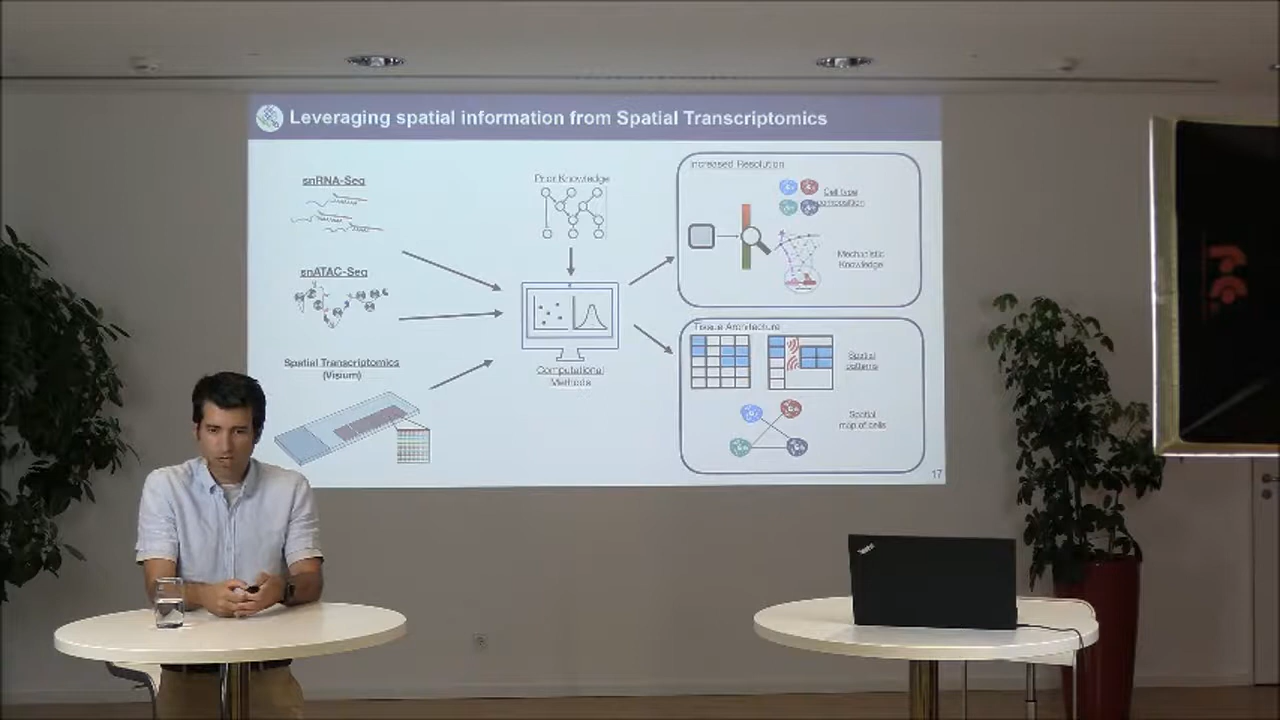 Leveraging spatial information from Spatial Transcriptomics
snRNA-Seq
snATAC-Seq
Spatial Transcriptomics
(Visium)
Prior Knowledge
Computational
Methods
Increased Resolution
Cell type
composition
Mechanistic
Knowledge
Tissue Architecture
Spatial
patterns
Spatial
map of cells
17
ThinkPad